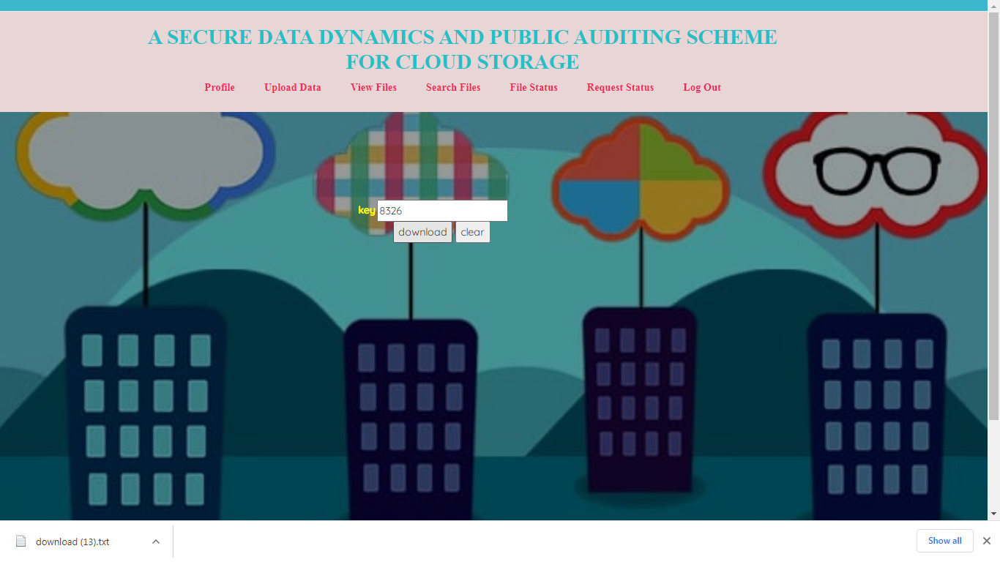 A SECURE DATA DYNAMICS AND PUBLIC AUDITING SCHEME
FOR CLOUD STORAGE
Profile Upload Data View Files Search Files File Status Request Status Log Out
key 8326
download clear
download (13).txt Show all